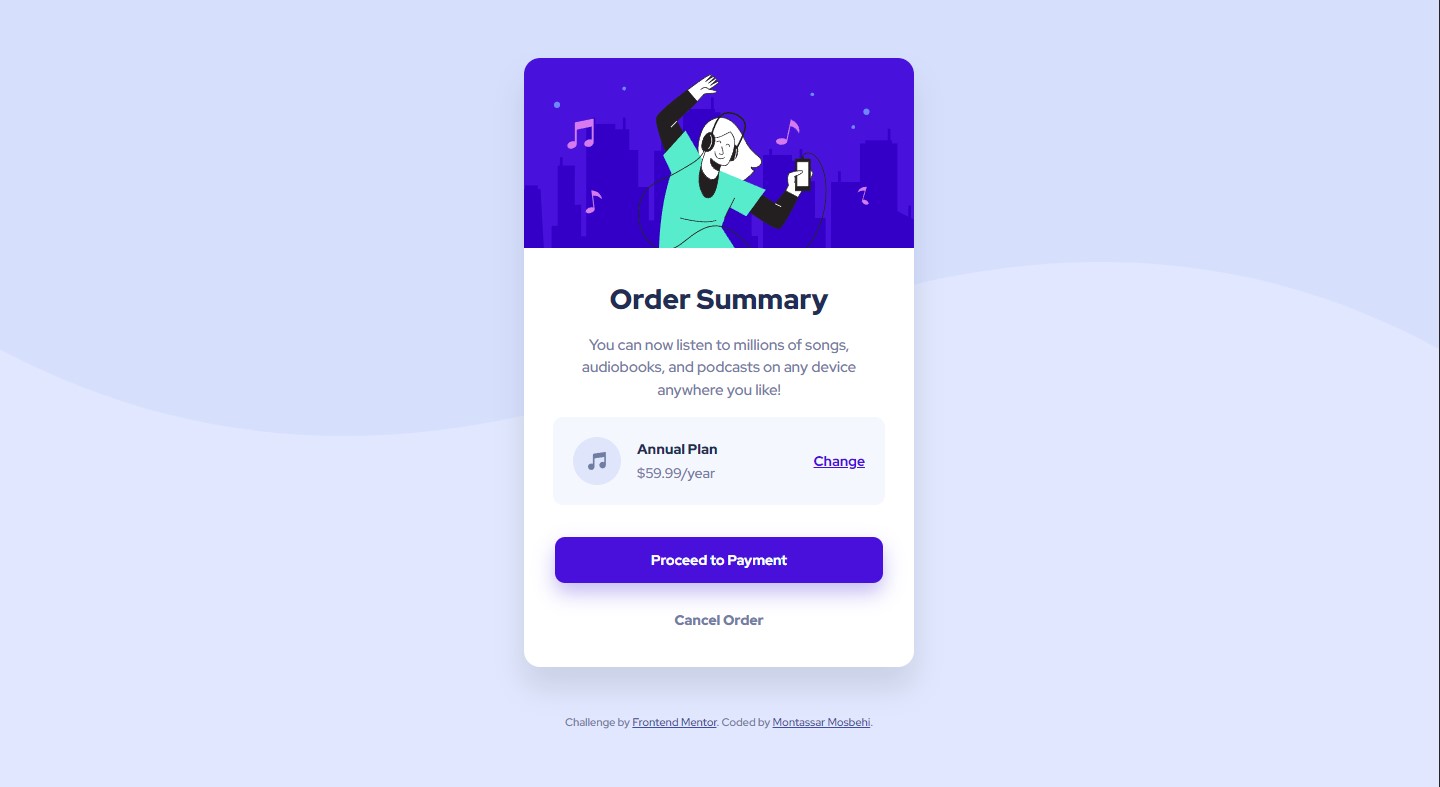 Order Summary
You can now listen to millions of songs,
audiobooks, and podcasts on any device
anywhere you like!
Annual Plan
$59.99/year
Change
Proceed to Payment
Cancel Order
Challenge by Frontend Mentor. Coded by Montassar Mosbehi.